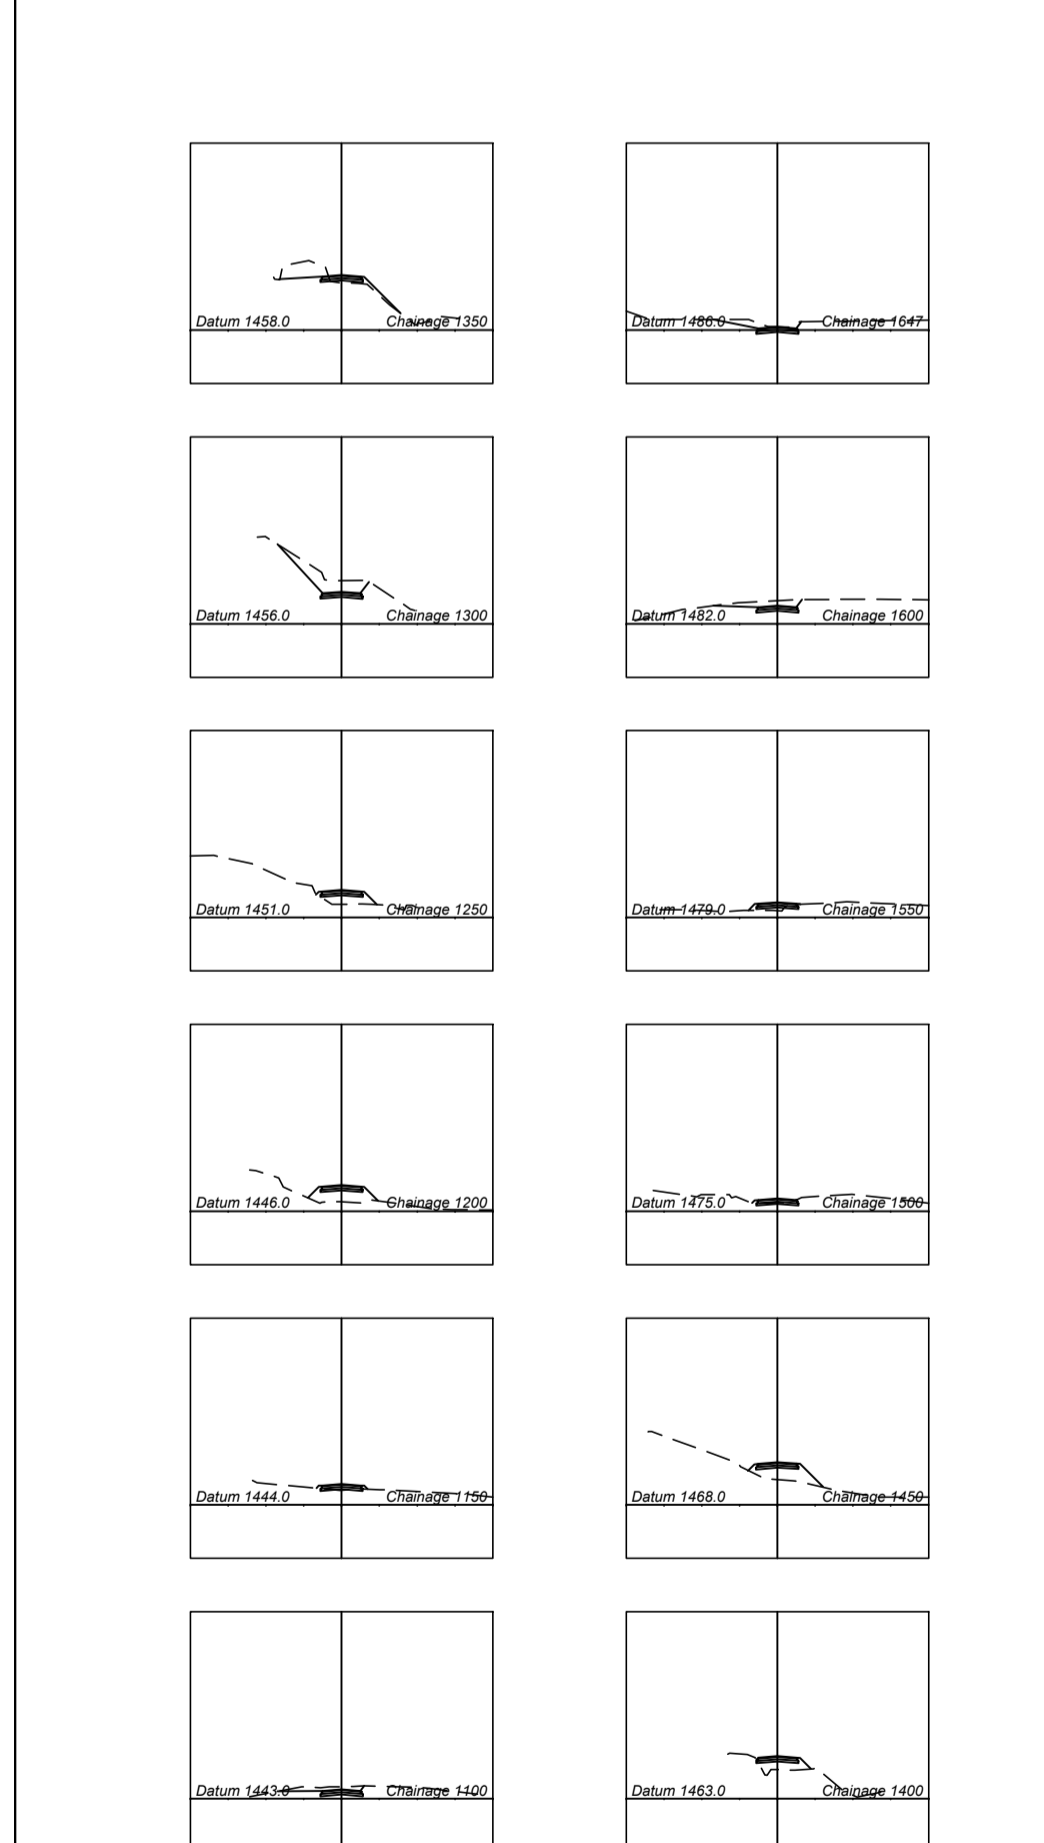 Datum 1458.0 Chainage 1350
Datum 1486.0 Chainage 1647
Datum 1456.0 Chainage 1300
Datum 1482.0 Chainage 1600
Datum 1451.0 Chainage 1250
Datum 1479.0 Chainage 1550
Datum 1446.0 Chainage 1200
Datum 1475.0 Chainage 1500
Datum 1444.0 Chainage 1150
Datum 1468.0 Chainage 1450
Datum 1443.0 Chainage 1100
Datum 1463.0 Chainage 1400